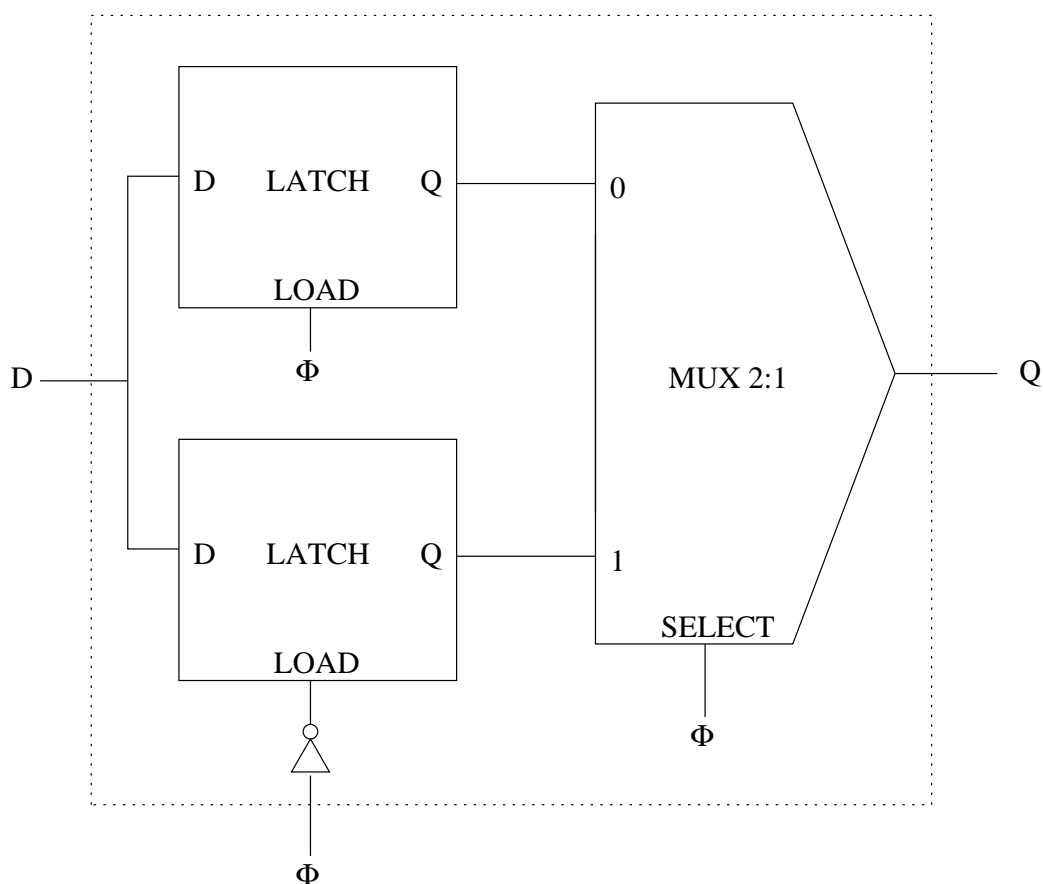 D LATCH Q
0
LOAD
Φ
D
MUX 2:1
Q
D LATCH Q
1
SELECT
LOAD
Φ
Φ